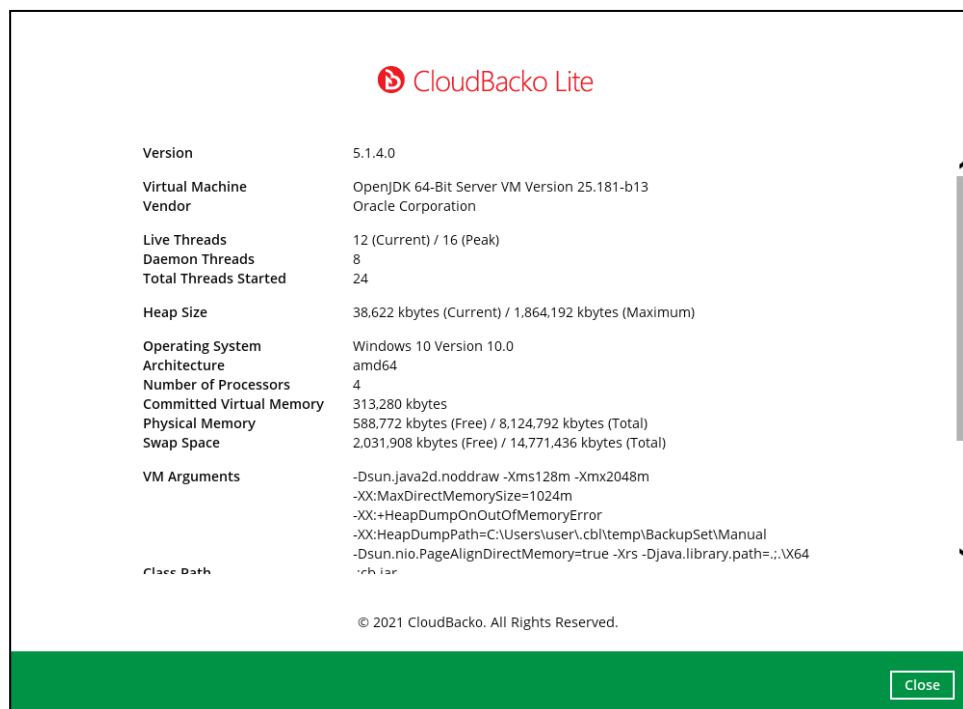 CloudBacko Lite
Version 5.1.4.0
Virtual Machine OpenJDK 64-Bit Server VM Version 25.181-b13
Vendor Oracle Corporation
Live Threads 12 (Current) / 16 (Peak)
Daemon Threads 8
Total Threads Started 24
Heap Size 38,622 kbytes (Current) / 1,864,192 kbytes (Maximum)
Operating System Windows 10 Version 10.0
Architecture amd64
Number of Processors 4
Committed Virtual Memory 313,280 kbytes
Physical Memory 588,772 kbytes (Free) / 8,124,792 kbytes (Total)
Swap Space 2,031,908 kbytes (Free) / 14,771,436 kbytes (Total)
VM Arguments -Dsun.java2d.noddraw -Xms128m -Xmx2048m
-XX:MaxDirectMemorySize=1024m
-XX:+HeapDumpOnOutOfMemoryError
-XX:HeapDumpPath=C:\Users\user\.cbl\temp\BackupSet\Manual
-Dsun.nio.PageAlignDirectMemory=true -Xrs -Djava.library.path=.;.\X64
Class Path .;cb.jar
© 2021 CloudBacko. All Rights Reserved.
Close